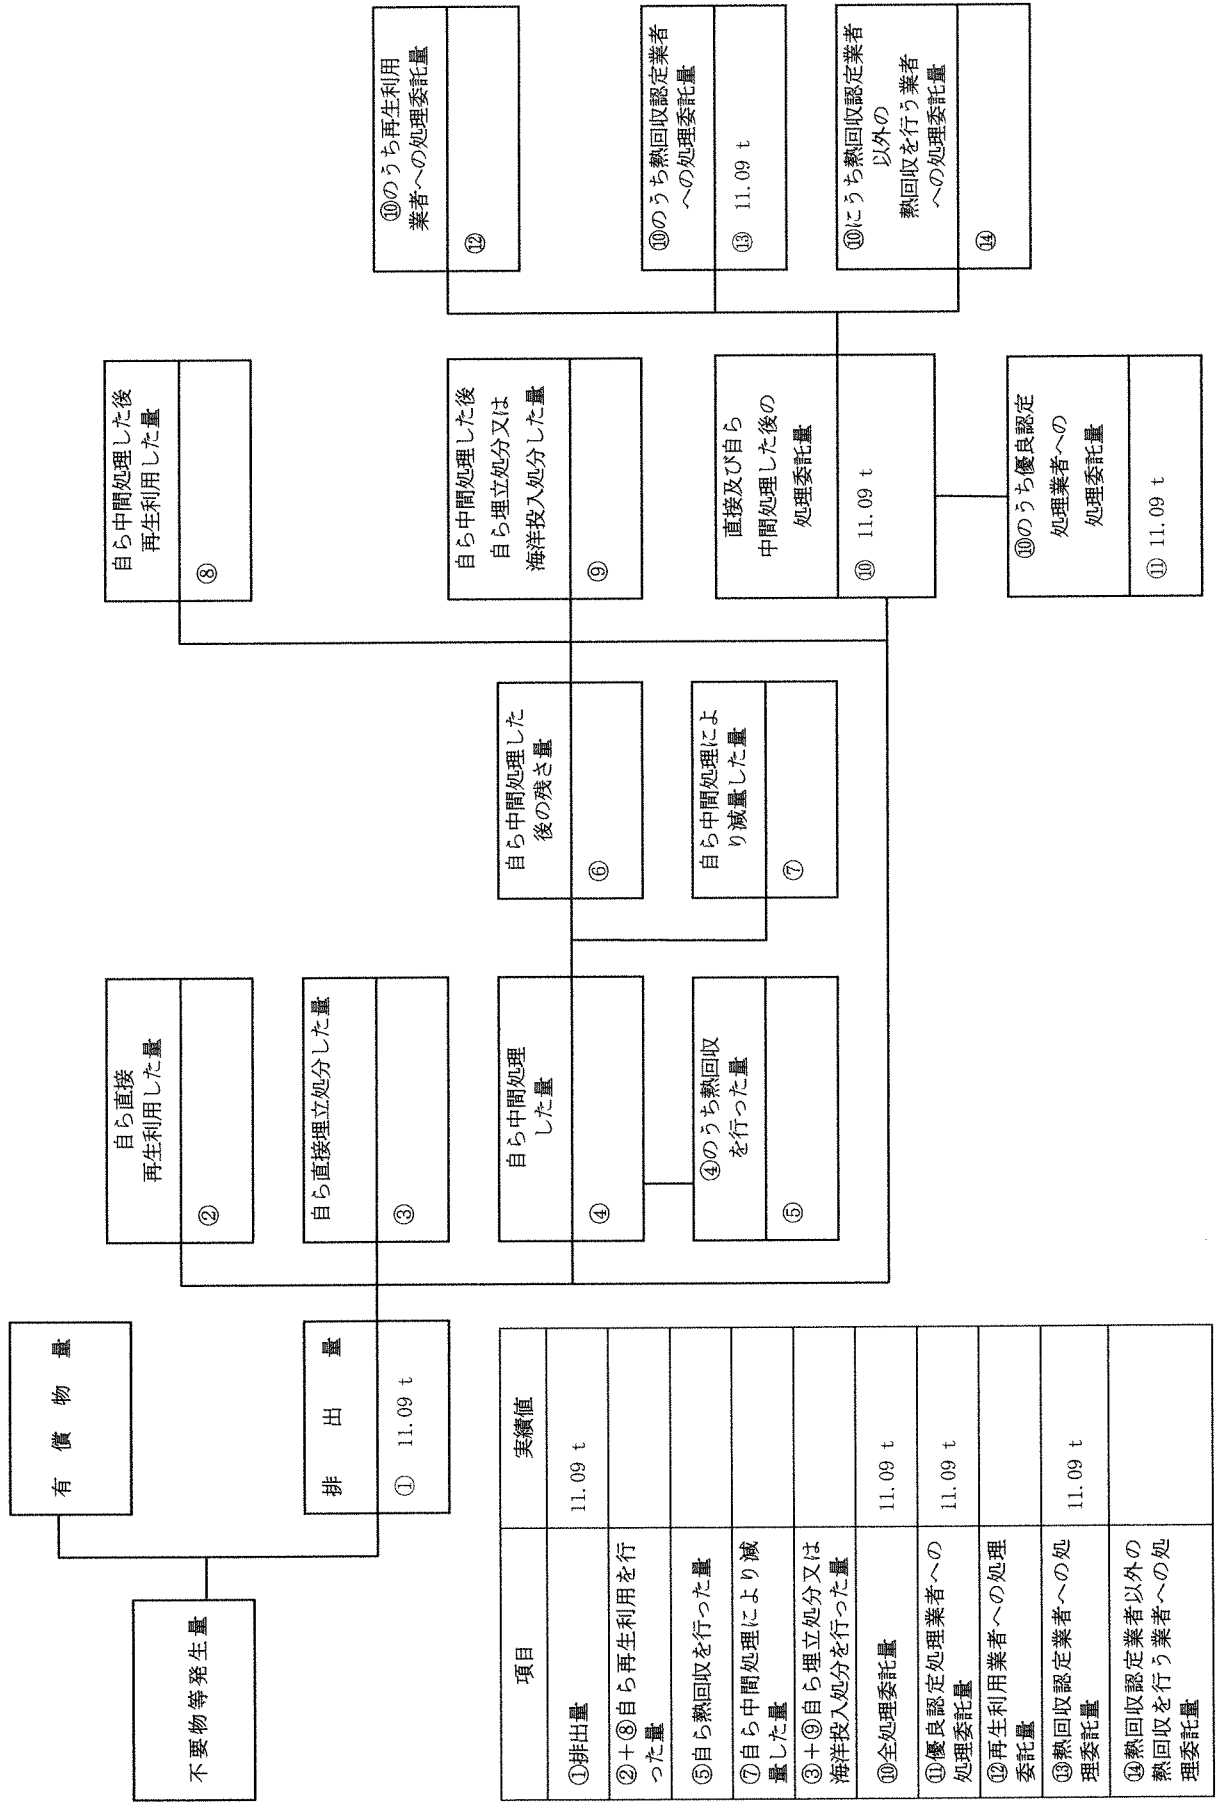 不要物等発生量
有償物量
排出量
① 11.09 t
自ら直接
再生利用した量
②
自ら直接埋立処分した量
③
自ら中間処理
した量
④
④のうち熱回収
を行った量
⑤
自ら中間処理した
後の残さ量
⑥
自ら中間処理によ
り減量した量
⑦
自ら中間処理した後
再生利用した量
⑧
自ら中間処理した後
自ら埋立処分又は
海洋投入処分した量
⑨
直接及び自ら
中間処理した後の
処理委託量
⑩ 11.09 t
⑩のうち優良認定
処理業者への
処理委託量
⑪ 11.09 t
⑩のうち再生利用
業者への処理委託量
⑫
⑩のうち熱回収認定業者
への処理委託量
⑬ 11.09 t
⑩にうち熱回収認定業者
以外の
熱回収を行う業者
への処理委託量
⑭
項目 実績値
①排出量 11.09 t
②+⑧自ら再生利用を行
った量
⑤自ら熱回収を行った量
⑦自ら中間処理により減
量した量
③+⑨自ら埋立処分又は
海洋投入処分を行った量
⑩全処理委託量 11.09 t
⑪優良認定処理業者への
処理委託量 11.09 t
⑫再生利用業者への処理
委託量
⑬熱回収認定業者への処
理委託量 11.09 t
⑭熱回収認定業者以外の
熱回収を行う業者への処
理委託量